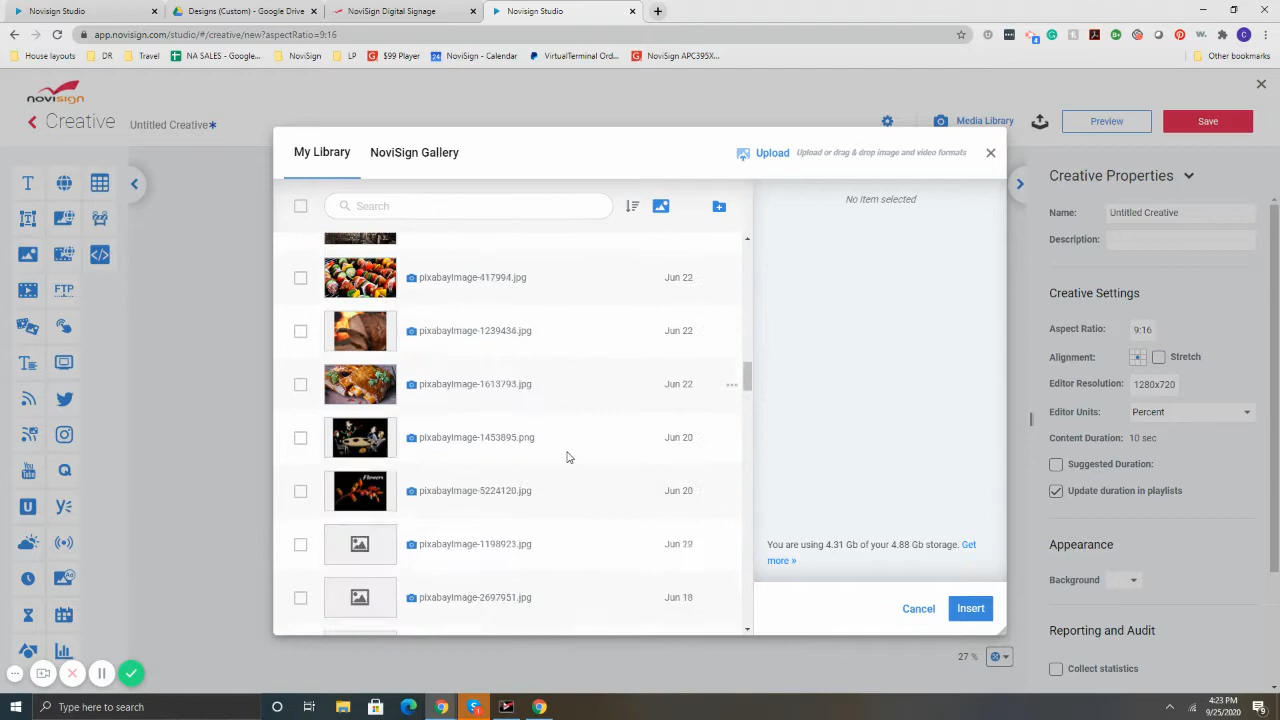 NoviSign Studio
Designs (Custom) - Google Drive
NoviSign Digital Signage
NoviSign Studio
app.novisign.com/studio/#/creative/new?aspectRatio=9:16
House layouts
DR
Travel
NA SALES - Google...
NoviSign
LP
$99 Player
NoviSign - Calendar
VirtualTerminal Ord...
NoviSign APC395X...
Other bookmarks
novisign
Creative
Untitled Creative*
Media Library
Preview
Save
My Library
NoviSign Gallery
Upload
Upload or drag & drop image and video formats
Search
No item selected
pixabayImage-417994.jpg Jun 22
pixabayImage-1239434.jpg Jun 22
pixabayImage-1613793.jpg Jun 22
pixabayImage-1453895.png Jun 20
Flowers
pixabayImage-5224120.jpg Jun 20
pixabayImage-1198923.jpg Jun 19
pixabayImage-2697951.jpg Jun 18
You are using 4.31 Gb of your 4.88 Gb storage. Get
more »
Cancel
Insert
Creative Properties
Name: Untitled Creative
Description:
Creative Settings
Aspect Ratio: 9:16
Alignment: Stretch
Editor Resolution: 1280x720
Editor Units: Percent
Content Duration: 10 sec
Suggested Duration:
Update duration in playlists
Appearance
Background
Reporting and Audit
Collect statistics
FTP
27 %
Type here to search
4:23 PM
9/25/2020